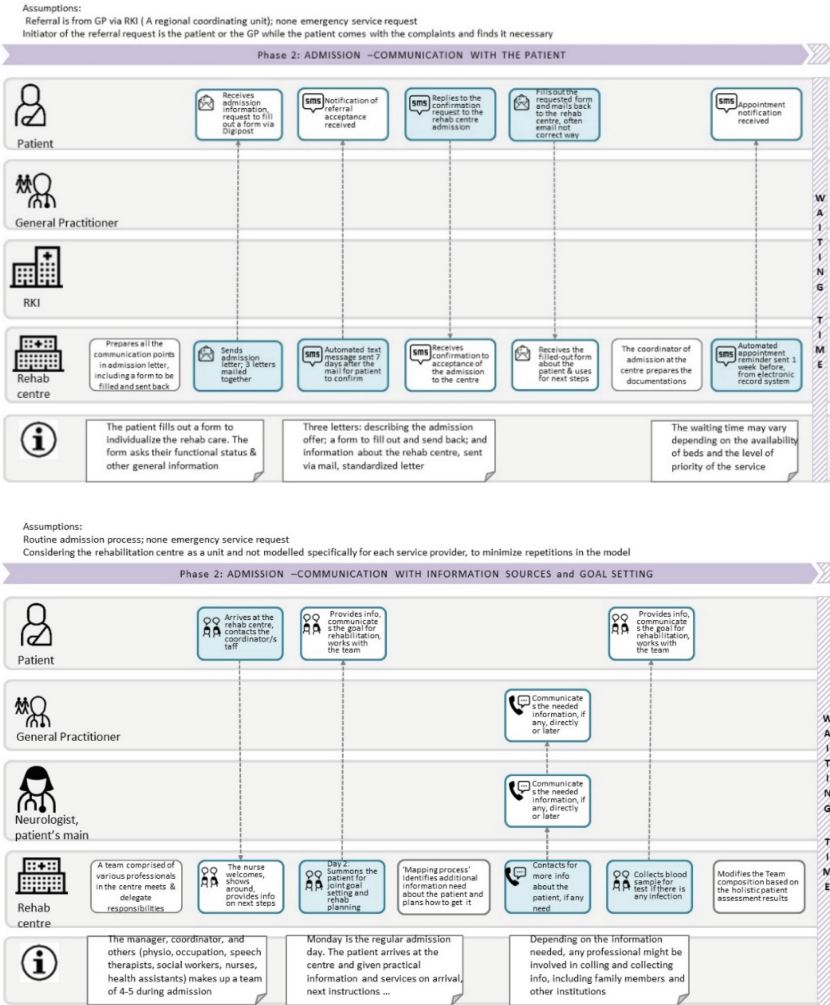 Assumptions:
Referral is from GP via RKI ( A regional coordinating unit); none emergency service request
Initiator of the referral request is the patient or the GP while the patient comes with the complaints and finds it necessary
Phase 2: ADMISSION –COMMUNICATION WITH THE PATIENT
Patient
Receives
admission
information,
request to fill
out a form via
Digipost
sms
Notification of
referral
acceptance
received
sms
Replies to the
confirmation
request to the
rehab centre
admission
Fills out the
requested form
and mails back
to the rehab
centre, often
email not
correct way
sms
Appointment
notification
received
General Practitioner
RKI
Rehab
centre
Prepares all the
communication points
in admission letter,
including a form to be
filled and sent back
Sends
admission
letter; 3 letters
mailed
together
sms
Automated text
message sent 7
days after the
mail for patient
to confirm
sms
Receives
confirmation to
acceptance of
the admission
to the centre
Receives the
filled-out form
about the
patient & uses
for next steps
The coordinator of
admission at the
centre prepares the
documentations
sms
Automated
appointment
reminder sent 1
week before,
from electronic
record system
The patient fills out a form to
individualize the rehab care. The
form asks their functional status &
other general information
Three letters: describing the admission
offer; a form to fill out and send back; and
information about the rehab centre, sent
via mail, standardized letter
The waiting time may vary
depending on the availability
of beds and the level of
priority of the service
WAITING TIME
Assumptions:
Routine admission process; none emergency service request
Considering the rehabilitation centre as a unit and not modelled specifically for each service provider, to minimize repetitions in the model
Phase 2: ADMISSION –COMMUNICATION WITH INFORMATION SOURCES and GOAL SETTING
Patient
Arrives at the
rehab centre,
contacts the
coordinator/s
taff
Provides info,
communicate
s the goal for
rehabilitation,
works with
the team
Provides info,
communicate
s the goal for
rehabilitation,
works with
the team
General Practitioner
Communicate
s the needed
information, if
any, directly
or later
Neurologist,
patient's main
Communicate
s the needed
information, if
any, directly
or later
Rehab
centre
A team comprised of
various professionals
in the centre meets &
delegate
responsibilities
The nurse
welcomes,
shows
around,
provides info
on next steps
Day 2:
Summons the
patient for
joint goal
setting and
rehab
planning
'Mapping process'
Identifies additional
information need
about the patient and
plans how to get it
Contacts for
more info
about the
patient, if any
need
Collects blood
sample for
test if there is
any infection
Modifies the Team
composition based on
the holistic patient
assessment results
The manager, coordinator, and
others (physio, occupation, speech
therapists, social workers, nurses,
health assistants) makes up a team
of 4-5 during admission
Monday is the regular admission
day. The patient arrives at the
centre and given practical
information and services on arrival,
next instructions ...
Depending on the information
needed, any professional might be
involved in colling and collecting
info, including family members and
other institutions
WAITING TIME